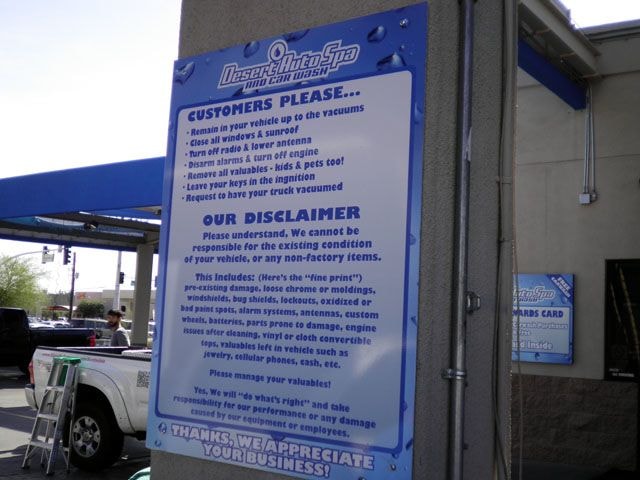 Desert Auto Spa
AND CAR WASH
CUSTOMERS PLEASE...
• Remain in your vehicle up to the vacuums
• Close all windows & sunroof
• Turn off radio & lower antenna
• Disarm alarms & turn off engine
• Remove all valuables - kids & pets too!
• Leave your keys in the ingnition
• Request to have your truck vacuumed
OUR DISCLAIMER
Please understand, We cannot be
responsible for the existing condition
of your vehicle, or any non-factory items.
This Includes: (Here's the "fine print")
pre-existing damage, loose chrome or moldings,
windshields, bug shields, lockouts, oxidized or
bad paint spots, alarm systems, antennas, custom
wheels, batteries, parts prone to damage, engine
issues after cleaning, vinyl or cloth convertible
tops, valuables left in vehicle such as
jewelry, cellular phones, cash, etc.
Please manage your valuables!
Yes, We will "do what's right" and take
responsibility for our performance or any damage
caused by our equipment or employees.
THANKS, WE APPRECIATE
YOUR BUSINESS!
Auto Spa
WASH
FREE
ARDS CARD
Carwash Purchases
d Inside